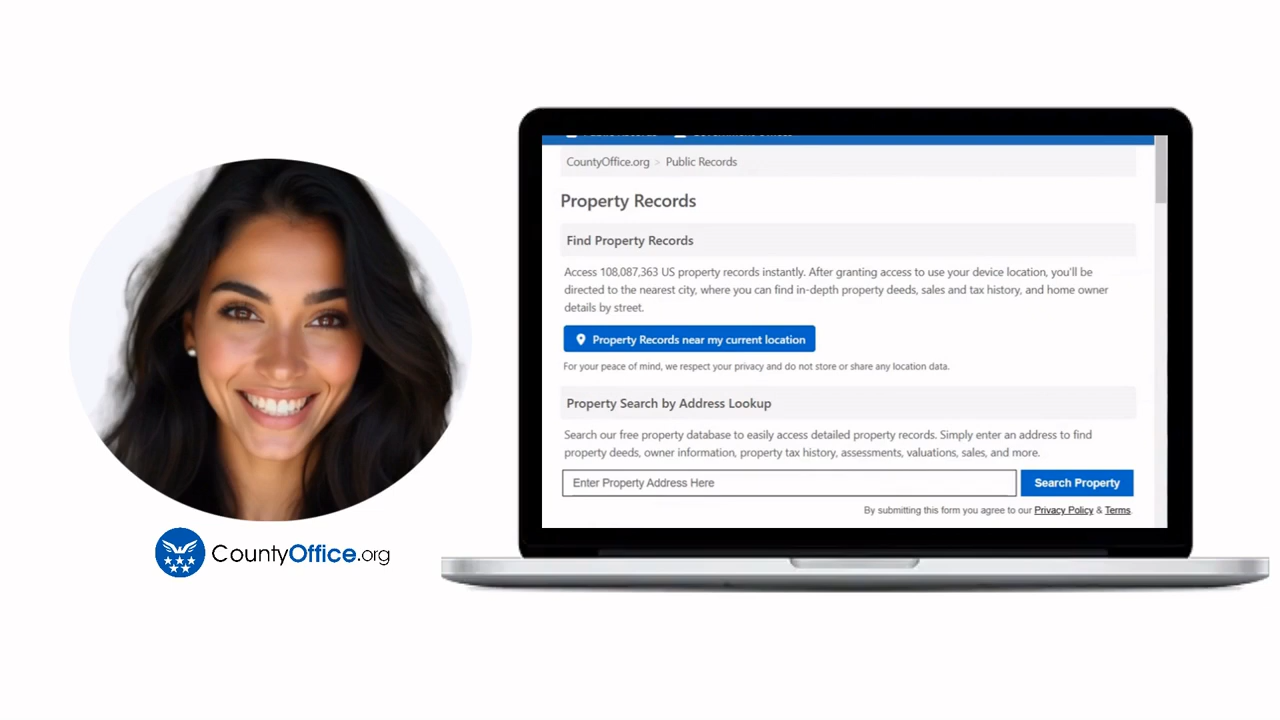 CountyOffice.org
CountyOffice.org > Public Records
Property Records
Find Property Records
Access 108,087,363 US property records instantly. After granting access to use your device location, you'll be
directed to the nearest city, where you can find in-depth property deeds, sales and tax history, and home owner
details by street.
Property Records near my current location
For your peace of mind, we respect your privacy and do not store or share any location data.
Property Search by Address Lookup
Search our free property database to easily access detailed property records. Simply enter an address to find
property deeds, owner information, property tax history, assessments, valuations, sales, and more.
Enter Property Address Here
Search Property
By submitting this form you agree to our Privacy Policy & Terms.